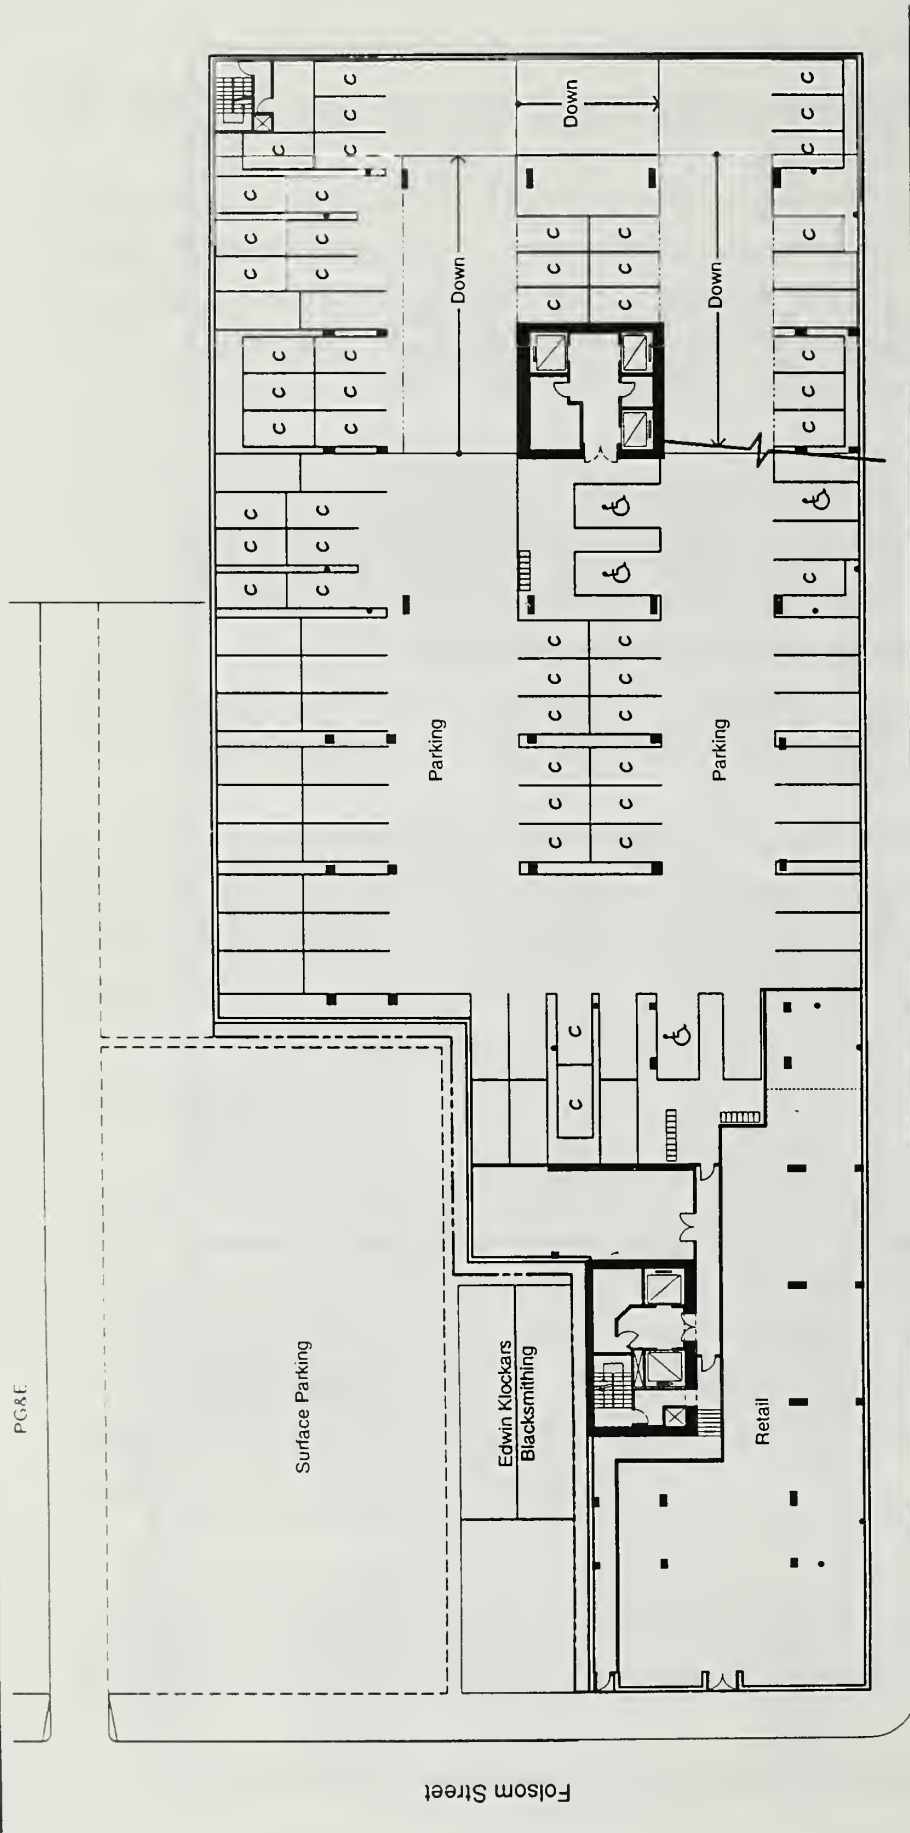 PG&E
Surface Parking
Edwin Klockars
Blacksmithing
Retail
Folsom Street
Parking
Parking
Down
Down
Down
C C C C C C C
C C C C C C
C C C C C C C C C
C C C C C C C C C
C C C C C C C C C
C C C C C C C C
C C